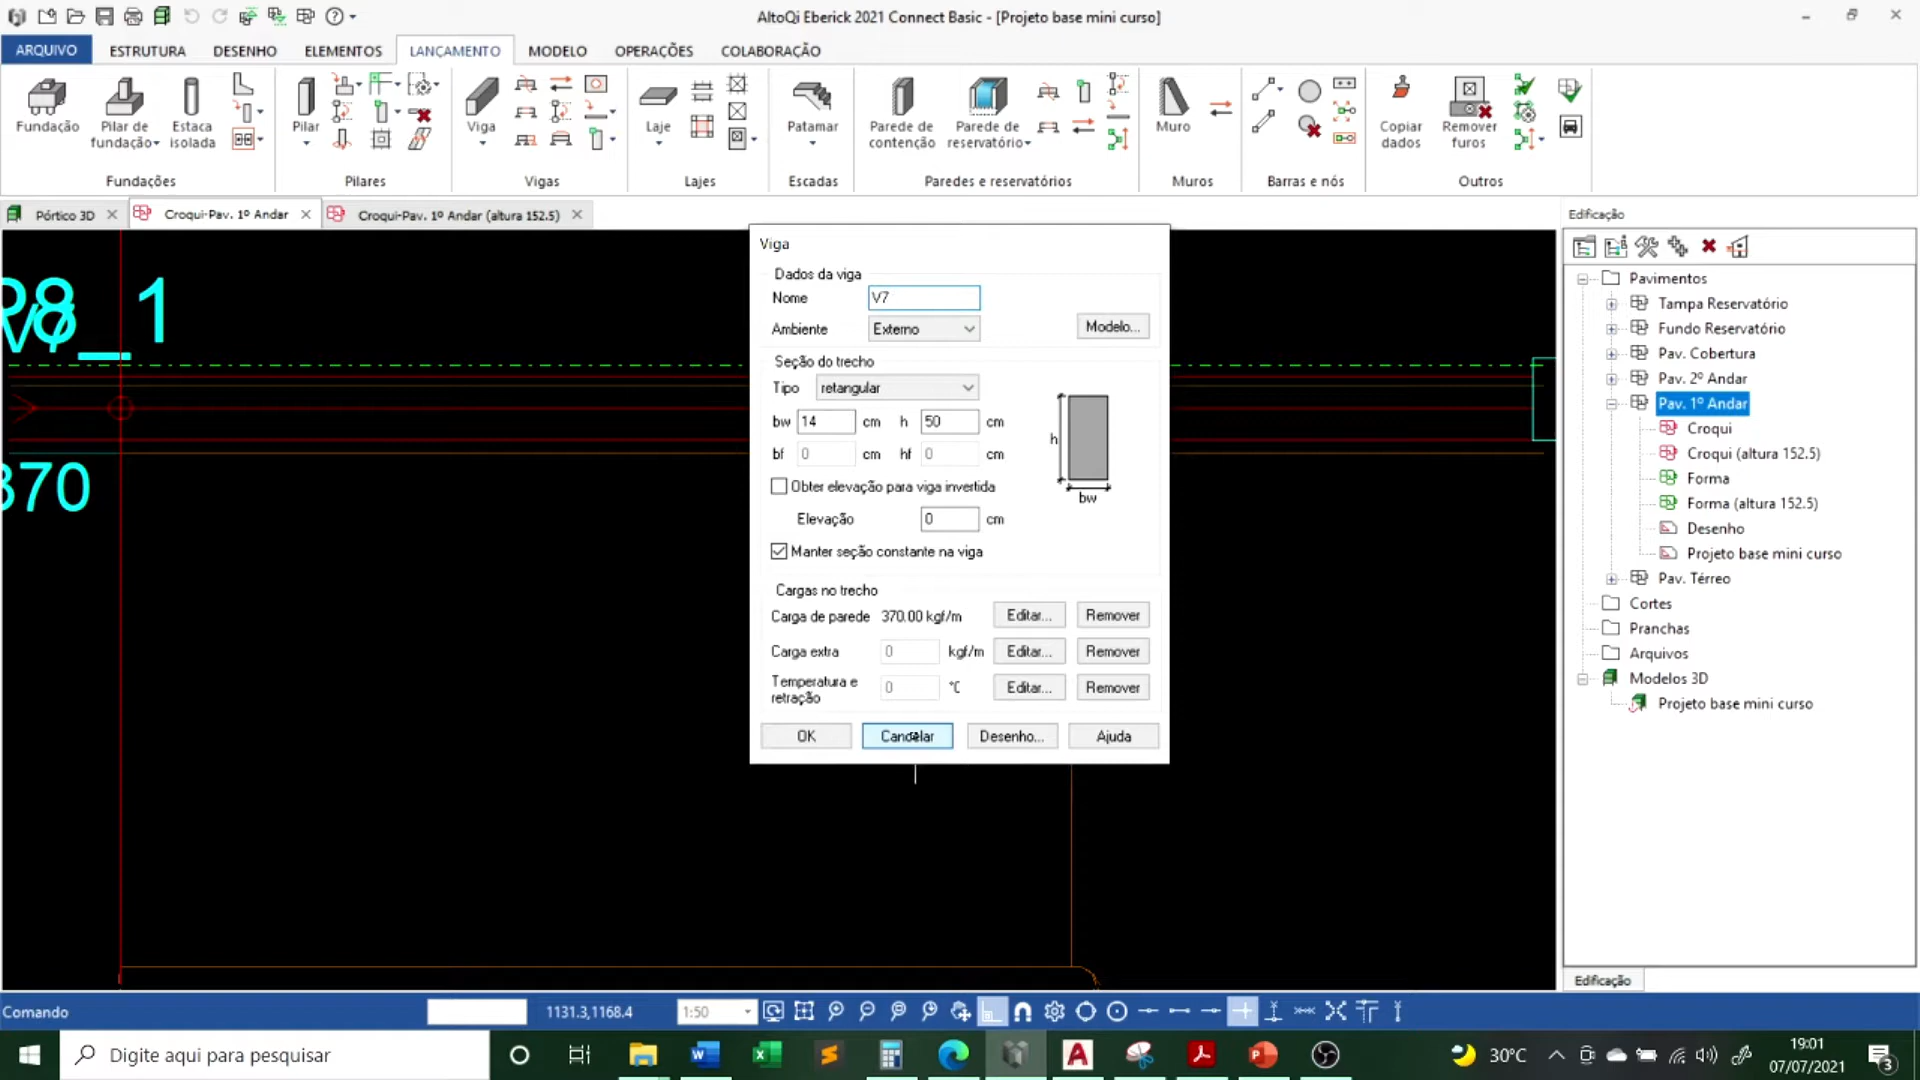 AltoQi Eberick 2021 Connect Basic - [Projeto base mini curso]
ARQUIVO ESTRUTURA DESENHO ELEMENTOS LANÇAMENTO MODELO OPERAÇÕES COLABORAÇÃO
Fundação Pilar de fundação Estaca isolada Pilar Viga Laje Patamar Parede de contenção Parede de reservatório Muro Copiar dados Remover furos
Fundações Pilares Vigas Lajes Escadas Paredes e reservatórios Muros Barras e nós Outros
Pórtico 3D Croqui-Pav. 1º Andar Croqui-Pav. 1º Andar (altura 152.5)
Edificação
Pavimentos
Tampa Reservatório
Fundo Reservatório
Pav. Cobertura
Pav. 2º Andar
Pav. 1º Andar
Croqui
Croqui (altura 152.5)
Forma
Forma (altura 152.5)
Desenho
Projeto base mini curso
Pav. Térreo
Cortes
Pranchas
Arquivos
Modelos 3D
Projeto base mini curso
Edificação
370
Viga
Dados da viga
Nome V7
Ambiente Externo Modelo...
Seção do trecho
Tipo retangular
bw 14 cm h 50 cm
bf 0 cm hf 0 cm
h
bw
Obter elevação para viga invertida
Elevação 0 cm
Manter seção constante na viga
Cargas no trecho
Carga de parede 370.00 kgf/m Editar... Remover
Carga extra 0 kgf/m Editar... Remover
Temperatura e retração 0 °C Editar... Remover
OK Cancelar Desenho... Ajuda
Comando 1131.3,1168.4 1:50
Digite aqui para pesquisar
30°C
19:01
07/07/2021
3